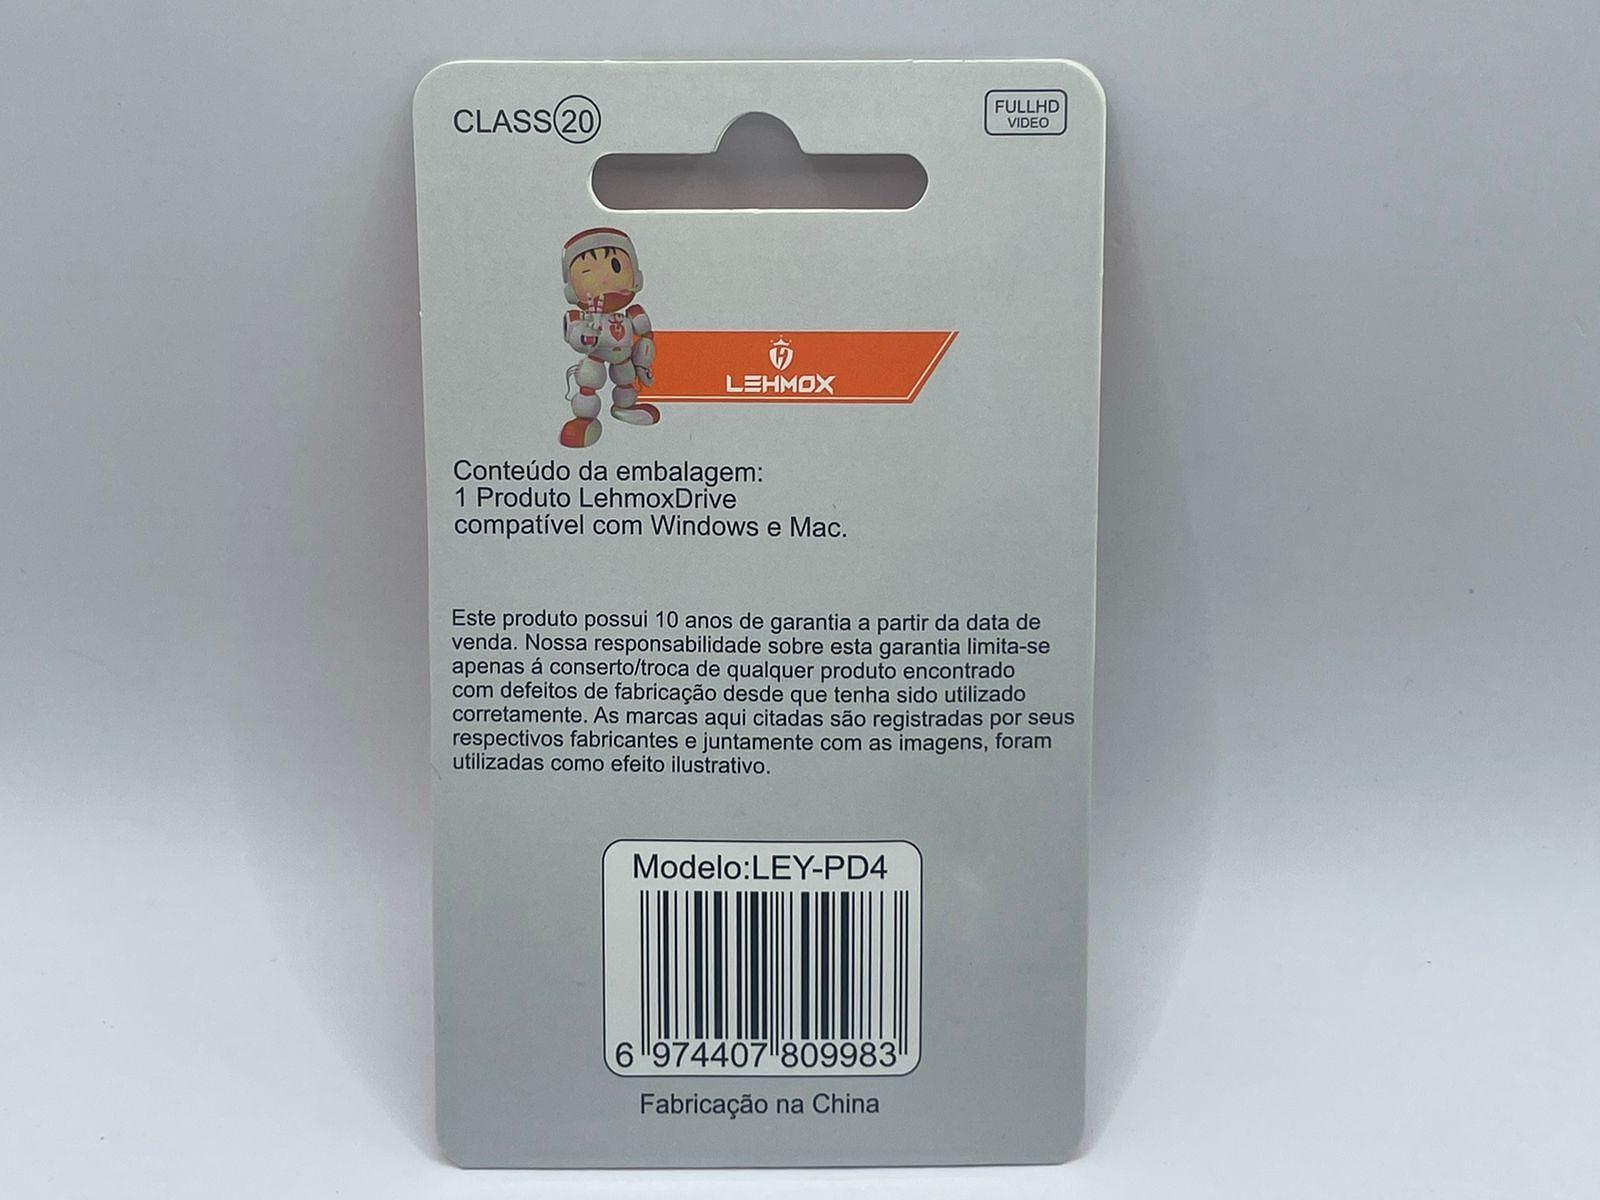 CLASS 20
FULLHD
VIDEO
LEHMOX
Conteúdo da embalagem:
1 Produto LehmoxDrive
compatível com Windows e Mac.
Este produto possui 10 anos de garantia a partir da data de
venda. Nossa responsabilidade sobre esta garantia limita-se
apenas á conserto/troca de qualquer produto encontrado
com defeitos de fabricação desde que tenha sido utilizado
corretamente. As marcas aqui citadas são registradas por seus
respectivos fabricantes e juntamente com as imagens, foram
utilizadas como efeito ilustrativo.
Modelo:LEY-PD4
6 974407 809983
Fabricação na China